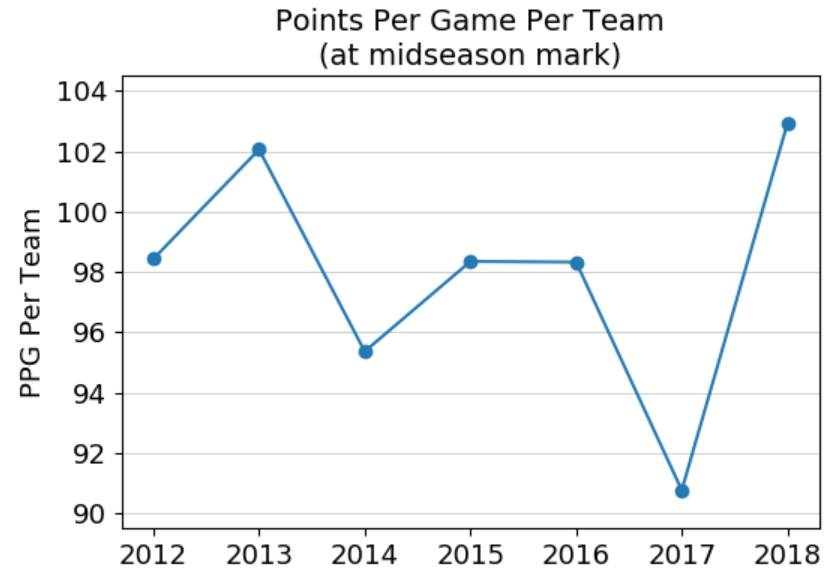 Points Per Game Per Team
(at midseason mark)
104
102
100
98
96
94
92
90
PPG Per Team
2012 2013 2014 2015 2016 2017 2018